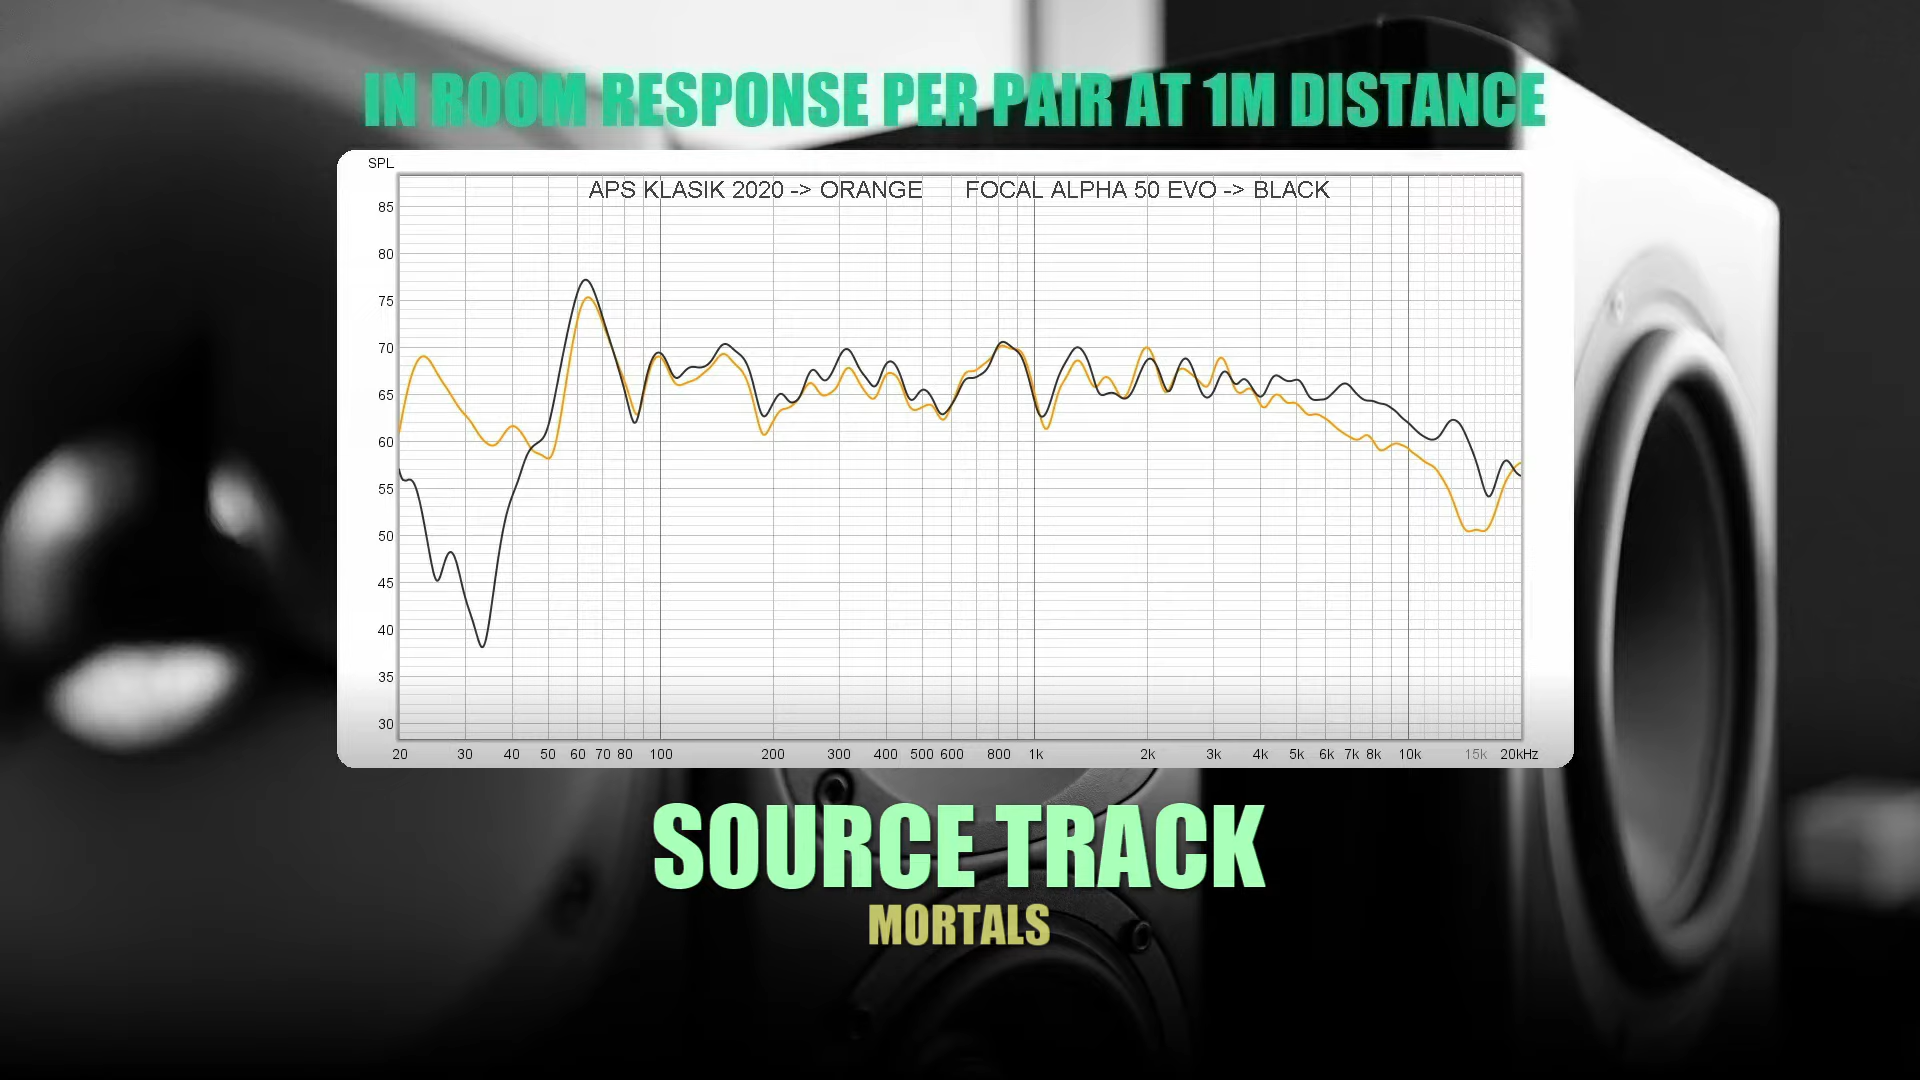 IN ROOM RESPONSE PER PAIR AT 1M DISTANCE
SPL
APS KLASIK 2020 -> ORANGE FOCAL ALPHA 50 EVO -> BLACK
85
80
75
70
65
60
55
50
45
40
35
30
20 30 40 50 60 70 80 100 200 300 400 500 600 800 1k 2k 3k 4k 5k 6k 7k 8k 10k 15k 20kHz
SOURCE TRACK
MORTALS